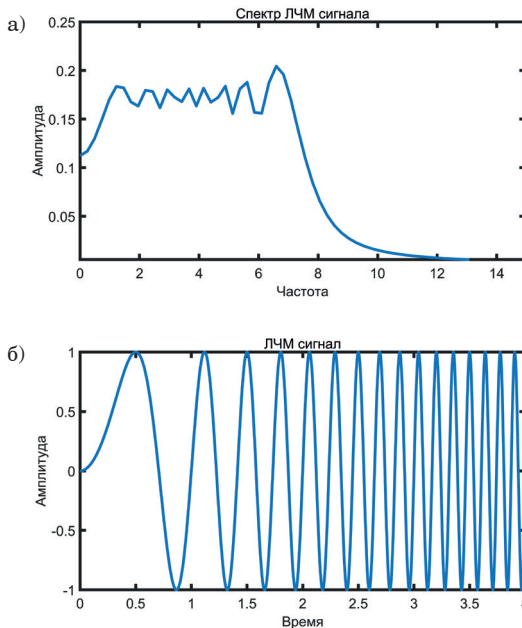 а)
Спектр ЛЧМ сигнала
0.25
0.2
0.15
0.1
0.05
Амплитуда
0 2 4 6 8 10 12 14
Частота
б)
ЛЧМ сигнал
1
0.5
0
-0.5
-1
Амплитуда
0 0.5 1 1.5 2 2.5 3 3.5 4
Время